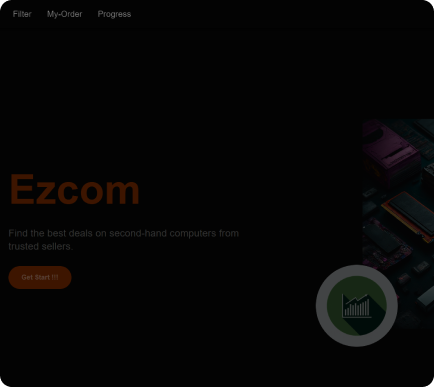 Filter My-Order Progress
Ezcom
Find the best deals on second-hand computers from
trusted sellers.
Get Start !!!